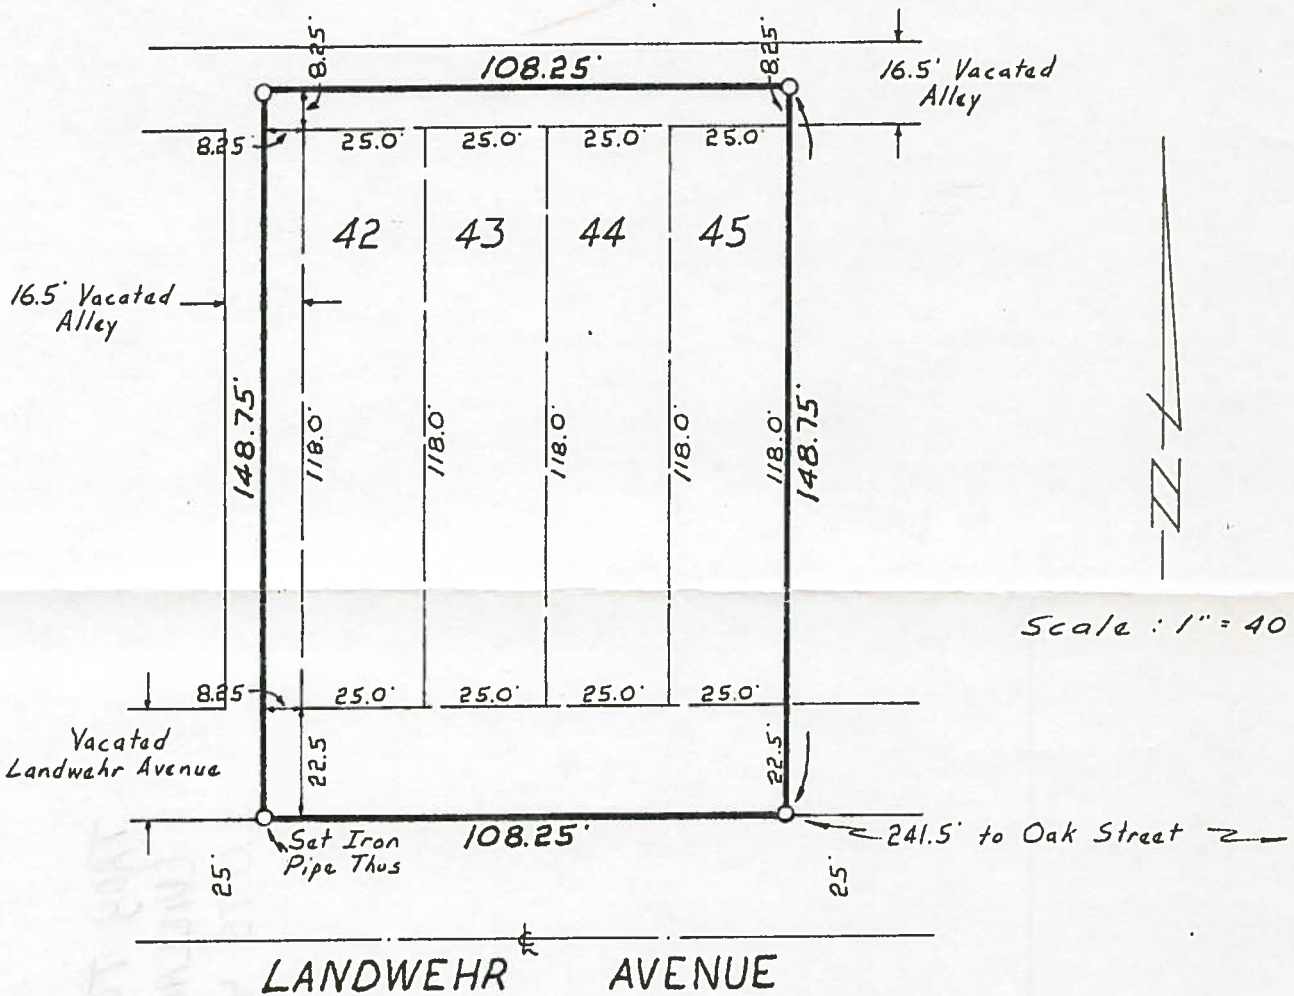 8.25'
108.25'
8.25'
16.5' Vacated
Alley
8.25'
25.0'
25.0'
25.0'
25.0'
42
43
44
45
16.5' Vacated
Alley
148.75'
118.0'
118.0'
118.0'
118.0'
118.0'
148.75'
N
Scale : 1" = 40
8.25
25.0'
25.0'
25.0'
25.0'
Vacated
Landwehr Avenue
22.5
22.5'
Set Iron
Pipe Thus
108.25'
241.5' to Oak Street
25'
25'
LANDWEHR AVENUE